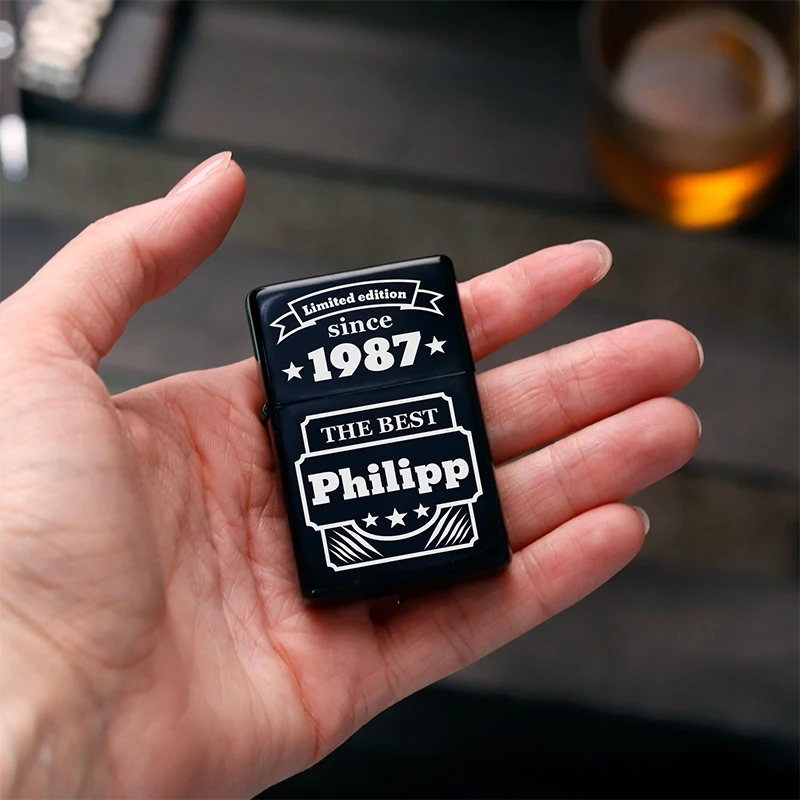 Limited edition
since
1987
THE BEST
Philipp